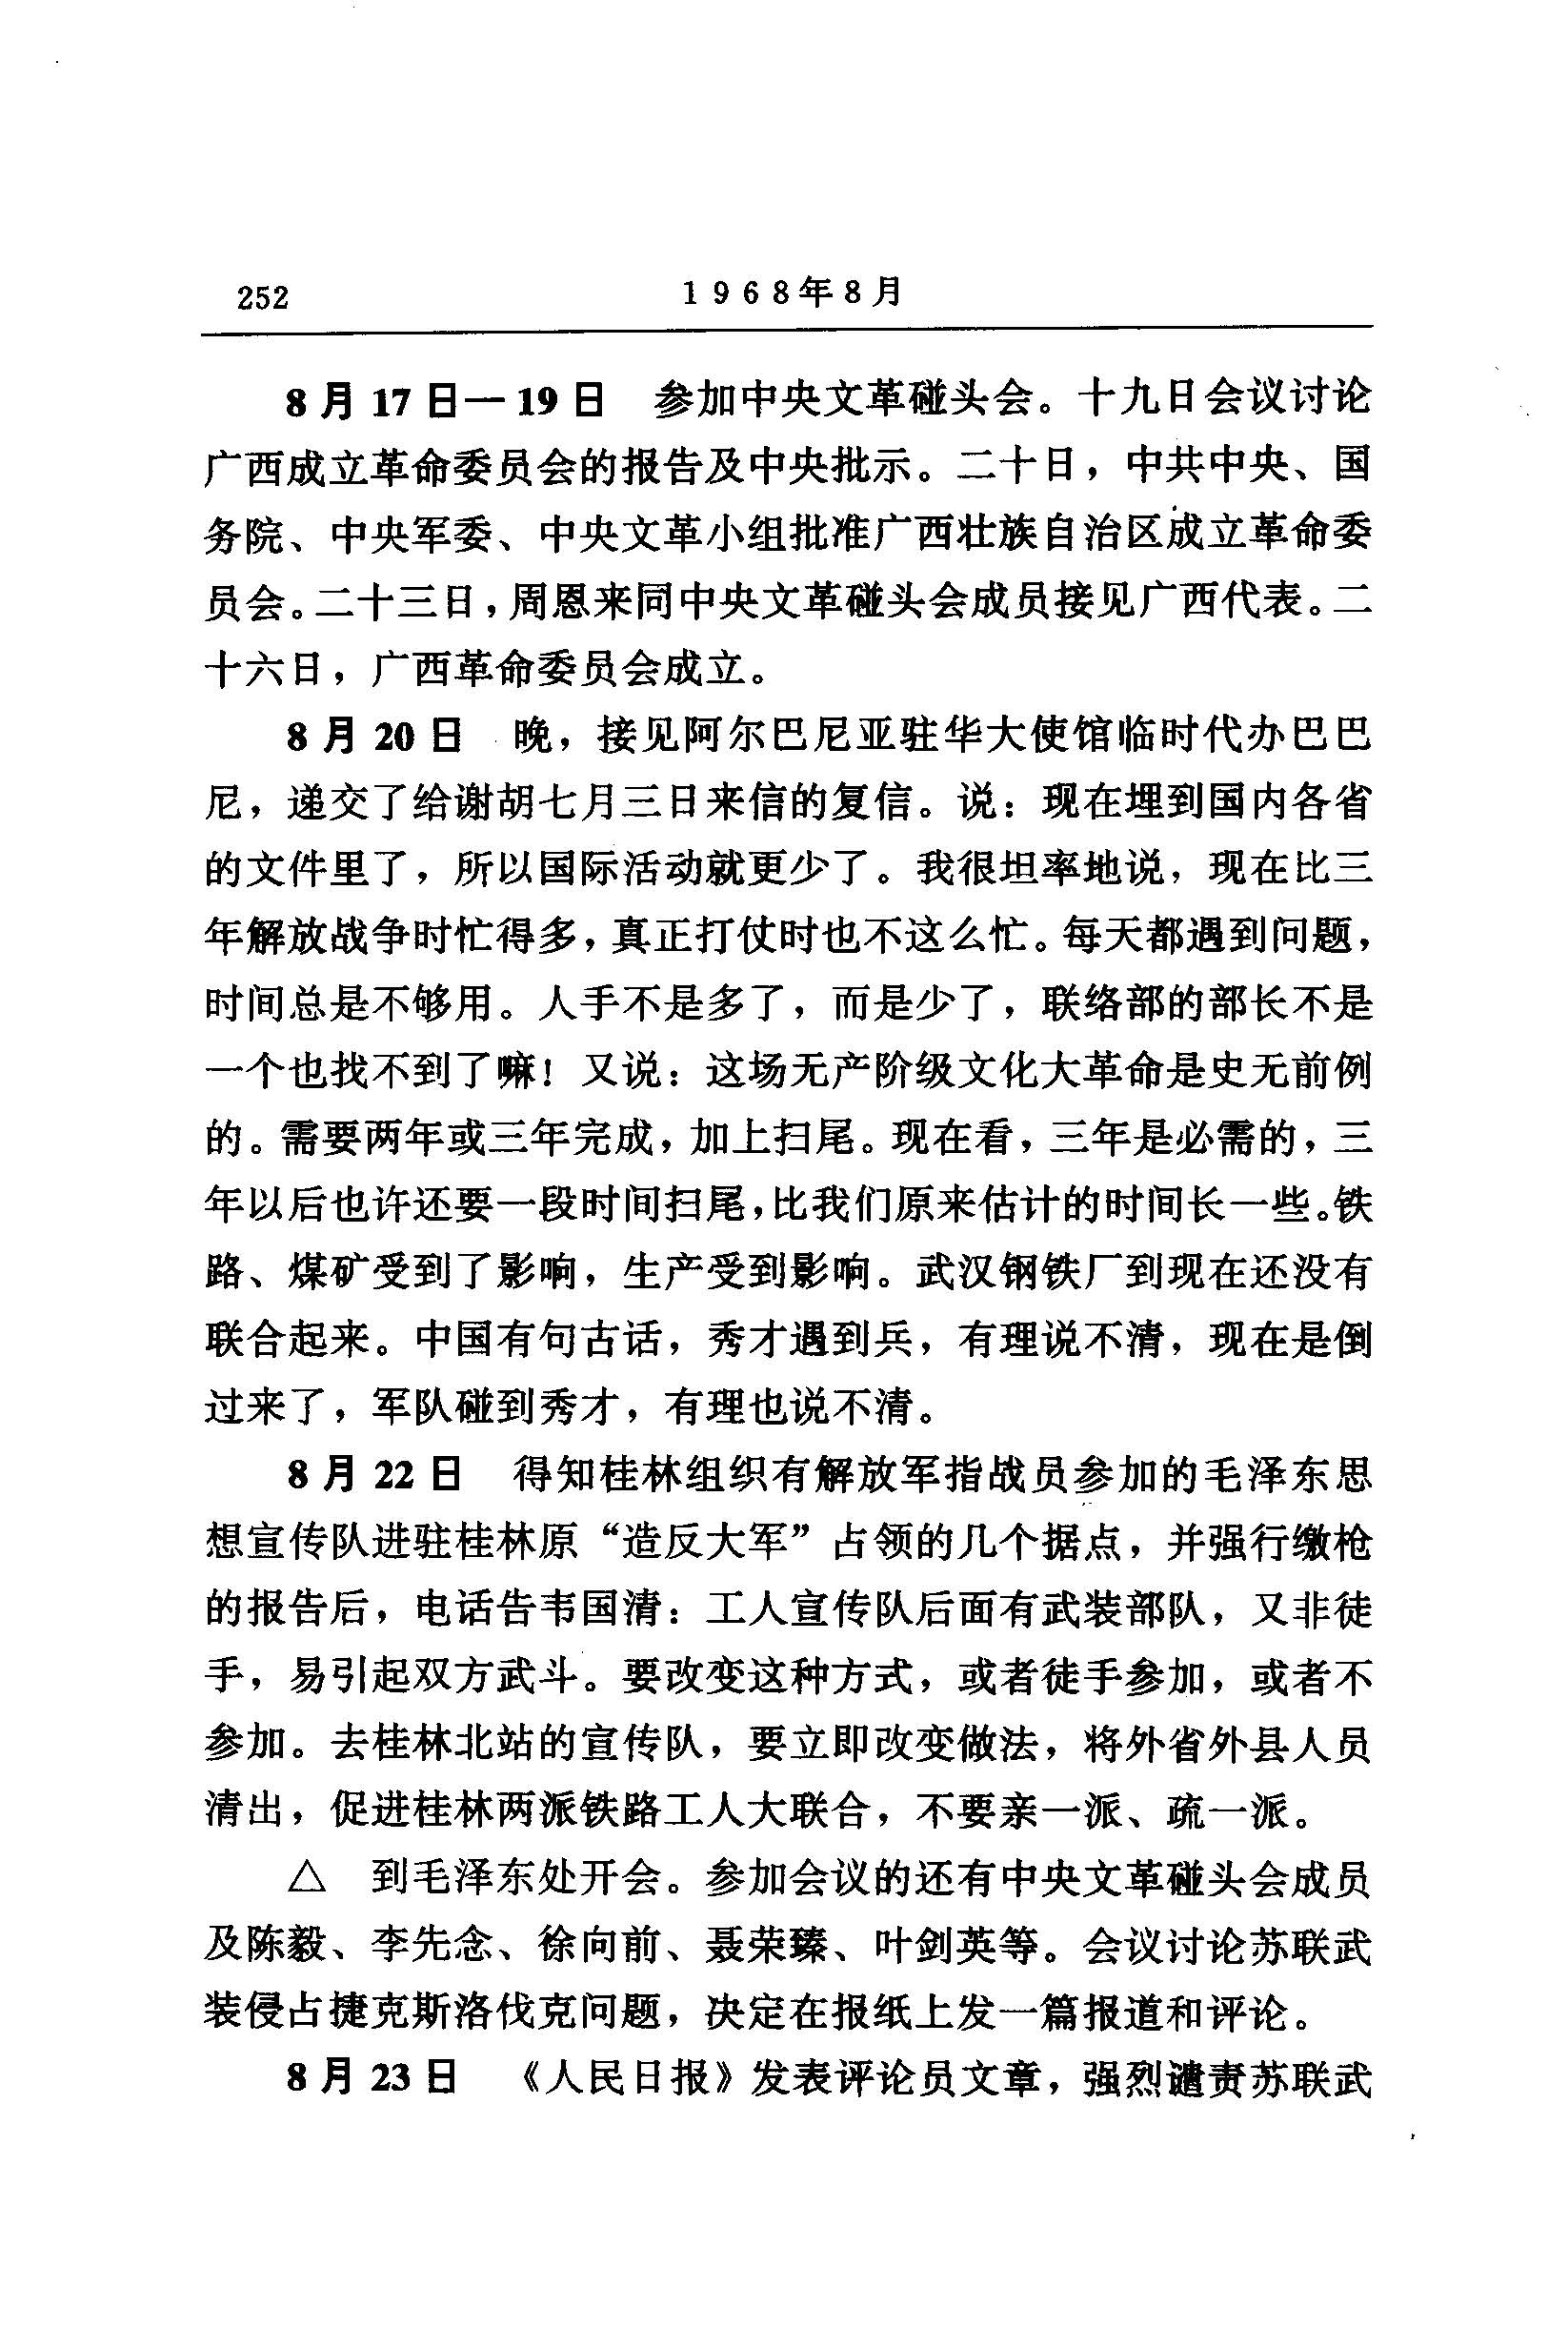 252
1968年8月
8月17日—19日 参加中央文革碰头会。十九日会议讨论
广西成立革命委员会的报告及中央批示。二十日，中共中央、国
务院、中央军委、中央文革小组批准广西壮族自治区成立革命委
员会。二十三日，周恩来同中央文革碰头会成员接见广西代表。二
十六日，广西革命委员会成立。
8月20日 晚，接见阿尔巴尼亚驻华大使馆临时代办巴巴
尼，递交了给谢胡七月三日来信的复信。说：现在埋到国内各省
的文件里了，所以国际活动就更少了。我很坦率地说，现在比三
年解放战争时忙得多，真正打仗时也不这么忙。每天都遇到问题，
时间总是不够用。人手不是多了，而是少了，联络部的部长不是
一个也找不到了嘛！又说：这场无产阶级文化大革命是史无前例
的。需要两年或三年完成，加上扫尾。现在看，三年是必需的，三
年以后也许还要一段时间扫尾，比我们原来估计的时间长一些。铁
路、煤矿受到了影响，生产受到影响。武汉钢铁厂到现在还没有
联合起来。中国有句古话，秀才遇到兵，有理说不清，现在是倒
过来了，军队碰到秀才，有理也说不清。
8月22日 得知桂林组织有解放军指战员参加的毛泽东思
想宣传队进驻桂林原“造反大军”占领的几个据点，并强行缴枪
的报告后，电话告韦国清：工人宣传队后面有武装部队，又非徒
手，易引起双方武斗。要改变这种方式，或者徒手参加，或者不
参加。去桂林北站的宣传队，要立即改变做法，将外省外县人员
清出，促进桂林两派铁路工人大联合，不要亲一派、疏一派。
△ 到毛泽东处开会。参加会议的还有中央文革碰头会成员
及陈毅、李先念、徐向前、聂荣臻、叶剑英等。会议讨论苏联武
装侵占捷克斯洛伐克问题，决定在报纸上发一篇报道和评论。
8月23日 《人民日报》发表评论员文章，强烈谴责苏联武